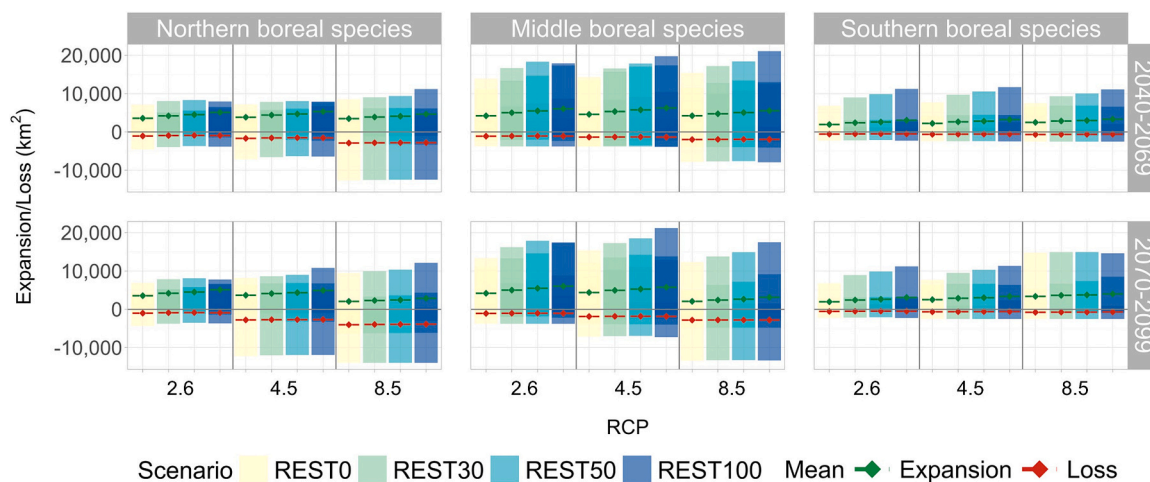 Northern boreal species
Middle boreal species
Southern boreal species
Expansion/Loss (km²)
20,000
10,000
0
-10,000
2040-2069
20,000
10,000
0
-10,000
2070-2099
2.6 4.5 8.5
2.6 4.5 8.5
2.6 4.5 8.5
RCP
Scenario REST0 REST30 REST50 REST100 Mean Expansion Loss